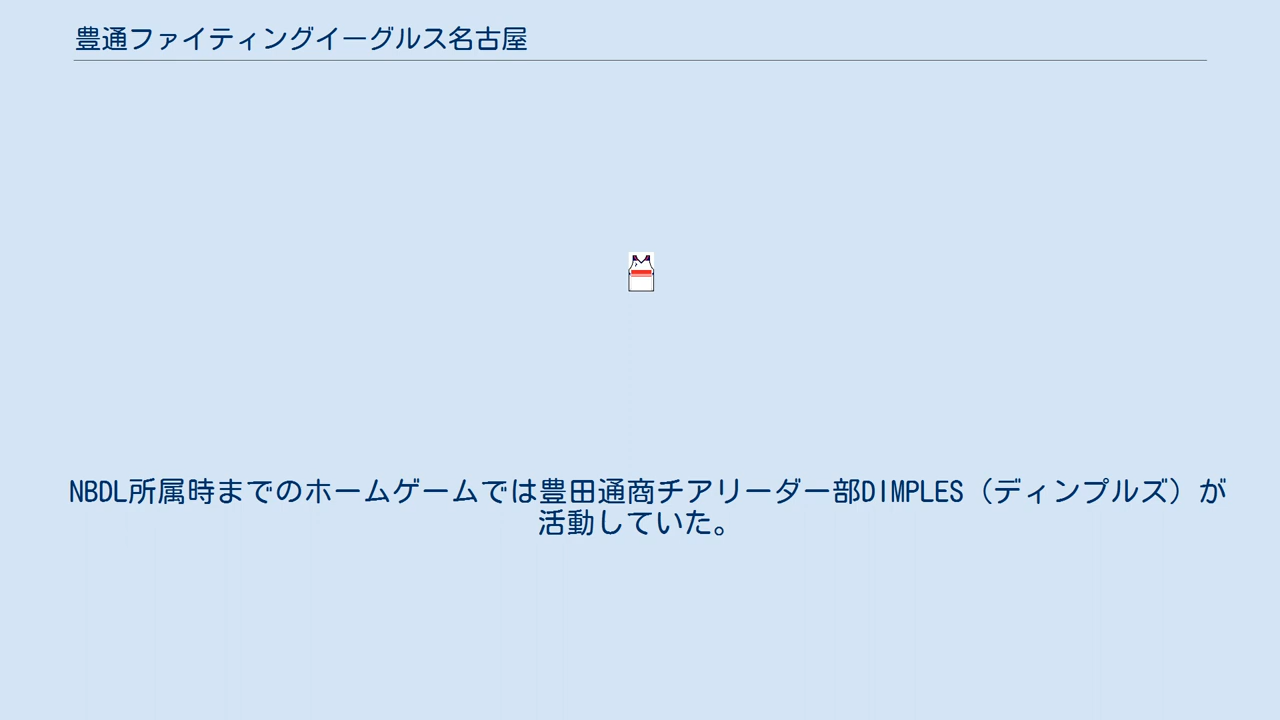 豊通ファイティングイーグルス名古屋
NBDL所属時までのホームゲームでは豊田通商チアリーダー部DIMPLES（ディンプルズ）が
活動していた。